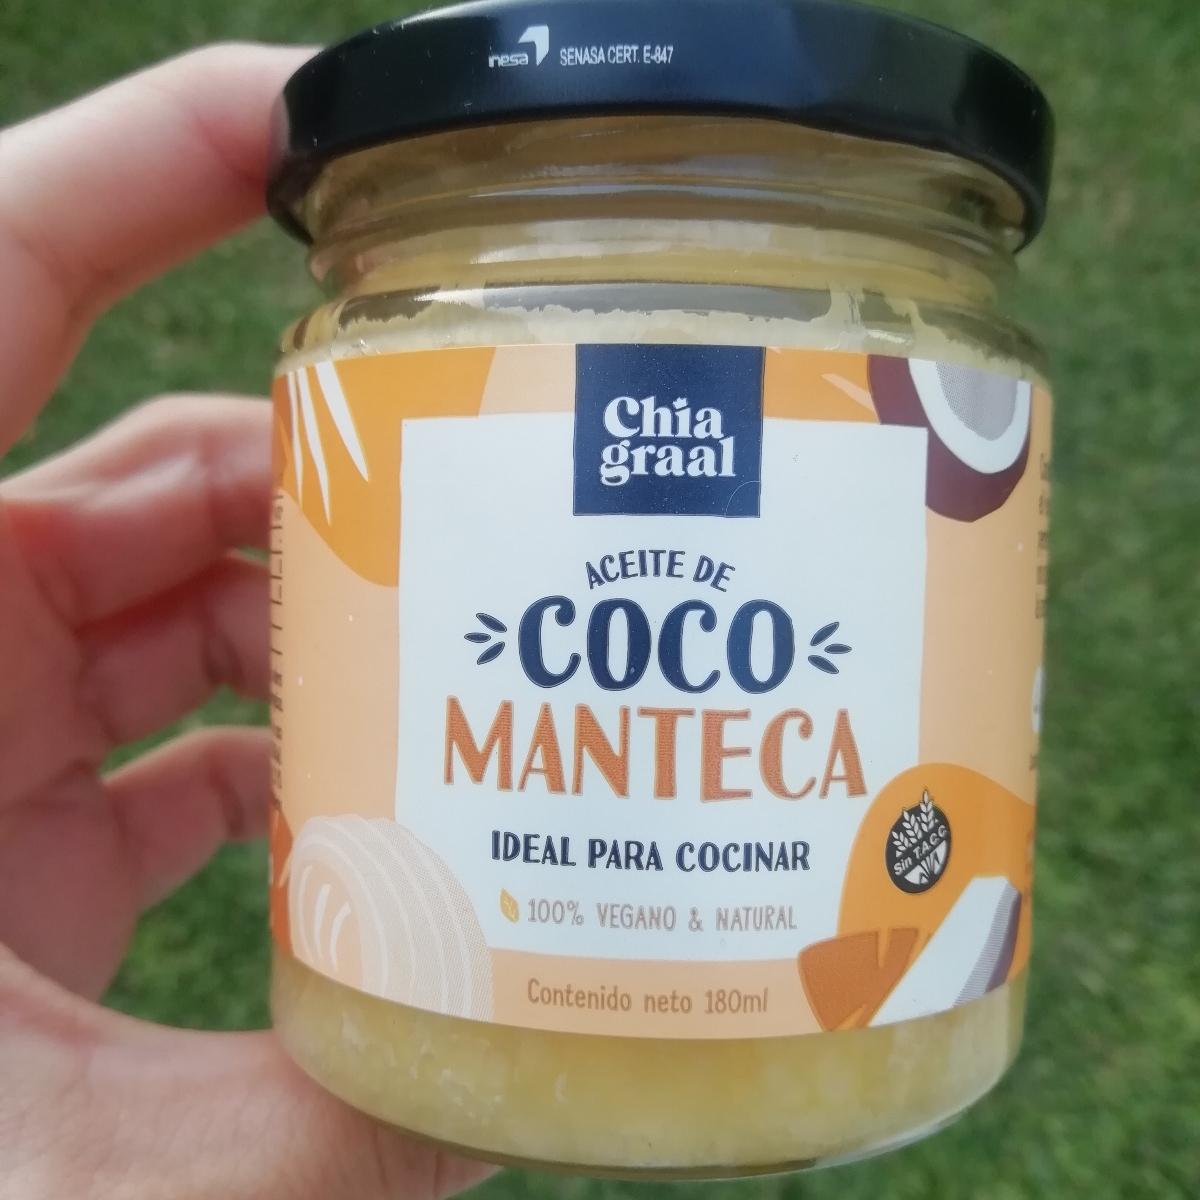 inesa SENASA CERT. E-847
Chia
graal
ACEITE DE
COCO
MANTECA
IDEAL PARA COCINAR
100% VEGANO & NATURAL
Contenido neto 180ml
Sin T.A.C.C.